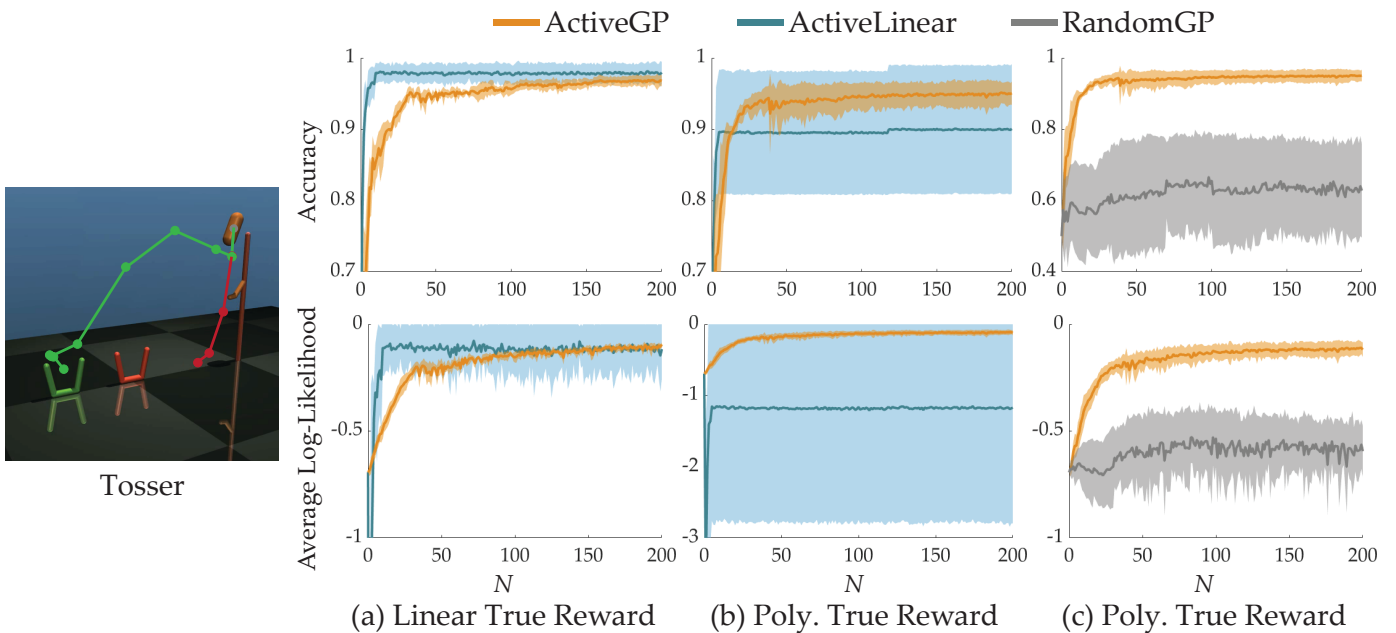 ActiveGP ActiveLinear RandomGP
1 1 1
0.9 0.9 0.8
Accuracy
0.8 0.8 0.6
0.7 0.7 0.4
0 50 100 150 200 0 50 100 150 200 0 50 100 150 200
Tosser
0 0 0
-1
Average Log-Likelihood
-0.5 -2 -0.5
-1 -3 -1
0 50 100 150 200 0 50 100 150 200 0 50 100 150 200
N N N
(a) Linear True Reward (b) Poly. True Reward (c) Poly. True Reward